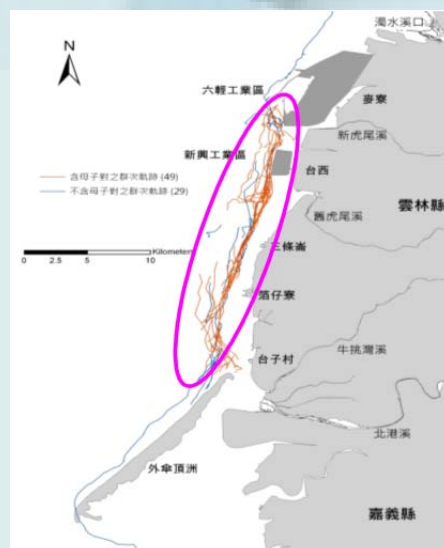 濁水溪口
N
六輕工業區
麥寮
新虎尾溪
新興工業區
台西
含母子對之群次軌跡 (49)
不含母子對之群次軌跡 (29)
雲林縣
舊虎尾溪
三條崙
Kilometer
0 2.5 5 10
箔仔寮
牛挑灣溪
台子村
北港溪
外傘頂洲
嘉義縣